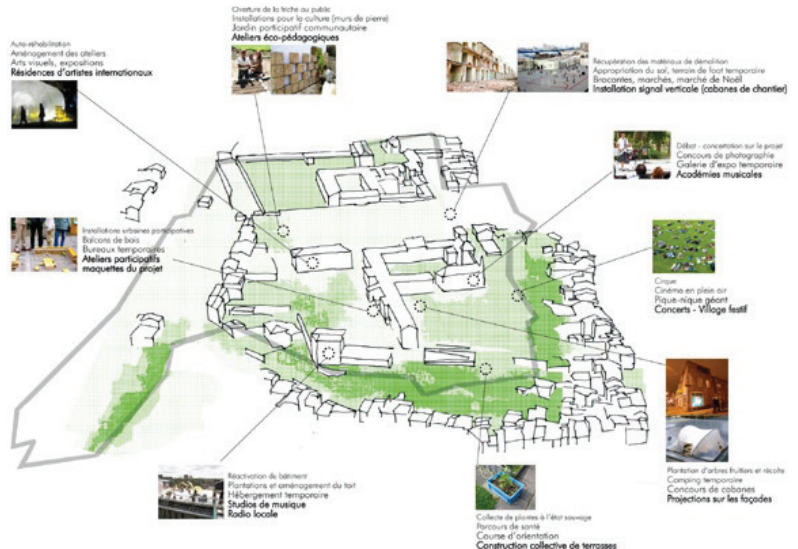 Overture de la friche au public
Installations pour la culture (murs de pierre)
Jardin participatif communautaire
Ateliers éco-pédagogiques
Auto-réhabilitation
Aménagement des ateliers
Arts visuels, expositions
Résidences d'artistes internationaux
Récupération des matériaux de démolition
Appropriation du sol, terrain de foot temporaire
Brocantes, marchés, marché de Noël
Installation signal verticale (cabanes de chantier)
Débat - concertation sur le projet
Concours de photographie
Galerie d'expo temporaire
Académies musicales
Installations urbaines participatives
Balcons de bois
Bureaux temporaires
Ateliers participatifs
maquettes du projet
Cirque
Cinéma en plein air
Pique-nique géant
Concerts - Village festif
Plantation d'arbres fruitiers et récolte
Camping temporaire
Concours de cabanes
Projections sur les façades
Réactivation du bâtiment
Plantations et aménagement du toit
Hébergement temporaire
Studios de musique
Radio locale
Collecte de plantes à l'état sauvage
Parcours de santé
Course d'orientation
Construction collective de terrasses